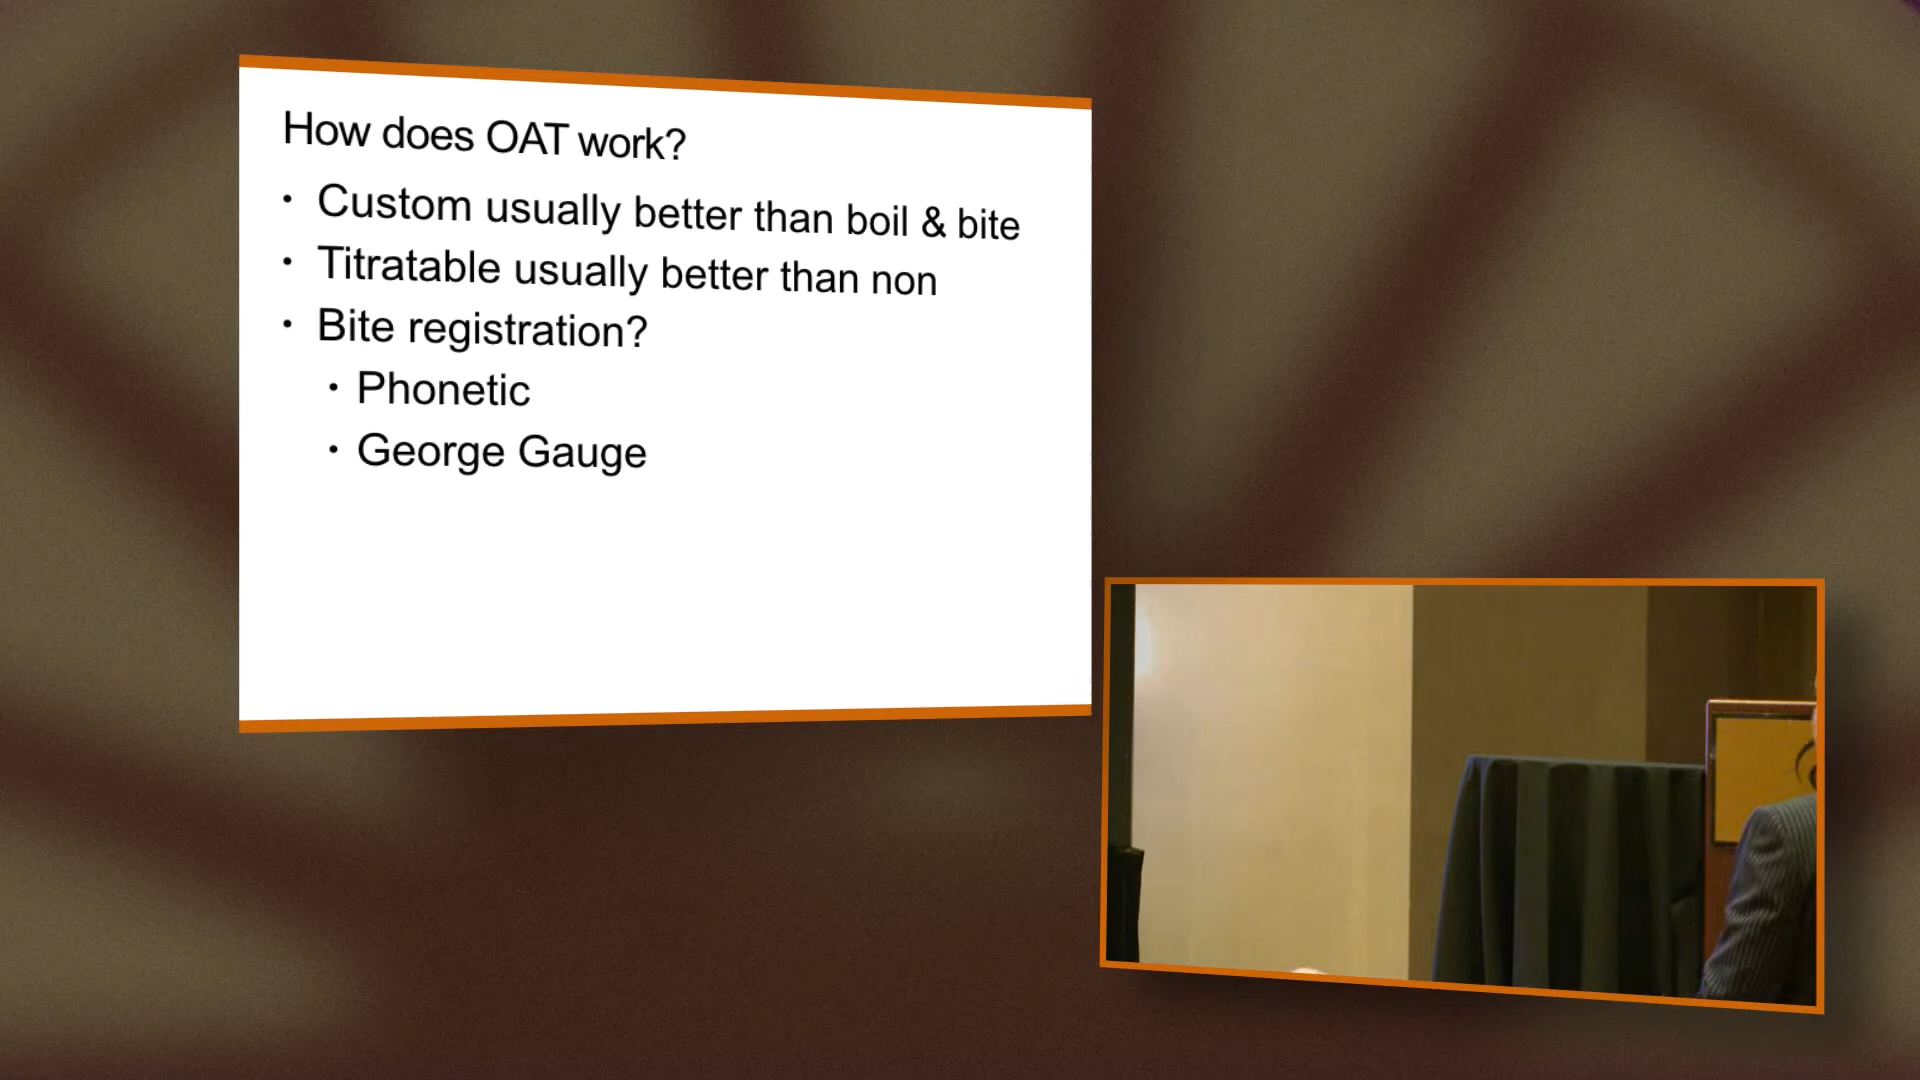 How does OAT work?
• Custom usually better than boil & bite
• Titratable usually better than non
• Bite registration?
• Phonetic
• George Gauge